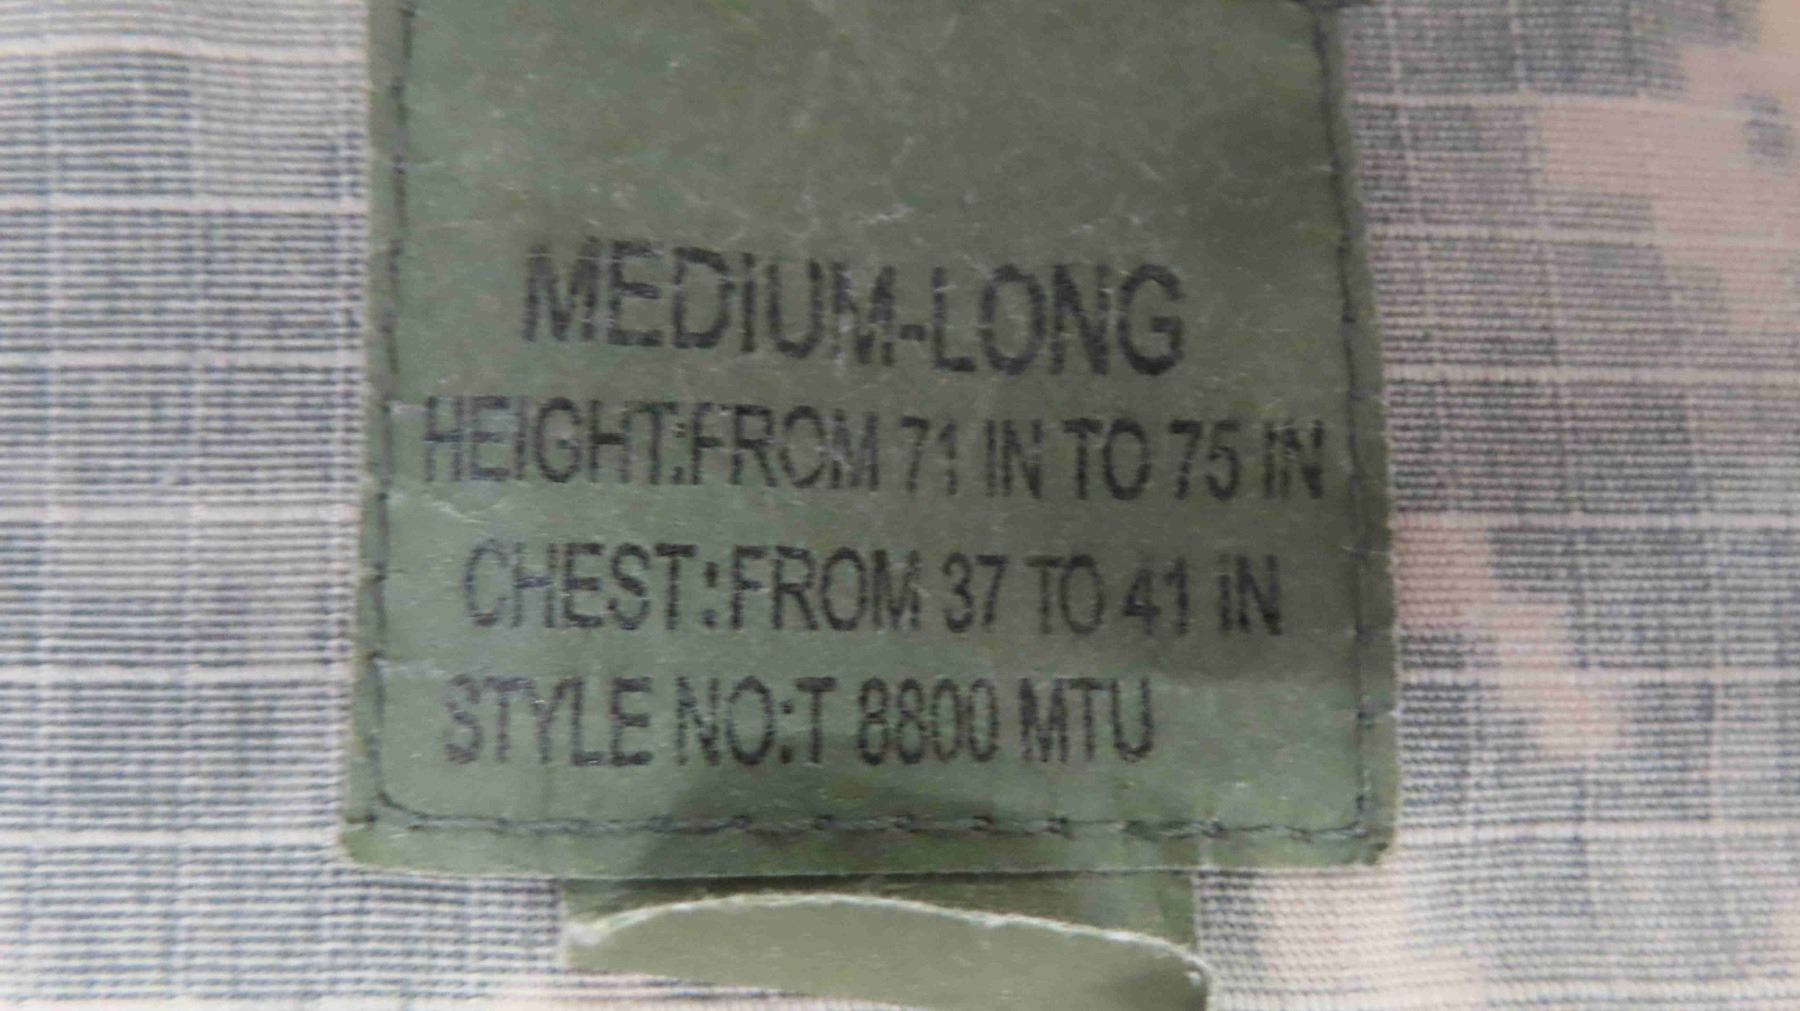 MEDiUM-LONG
HEIGHT:FROM 71 IN TO 75 IN
CHEST:FROM 37 TO 41 iN
STYLE NO:T 8800 MTU